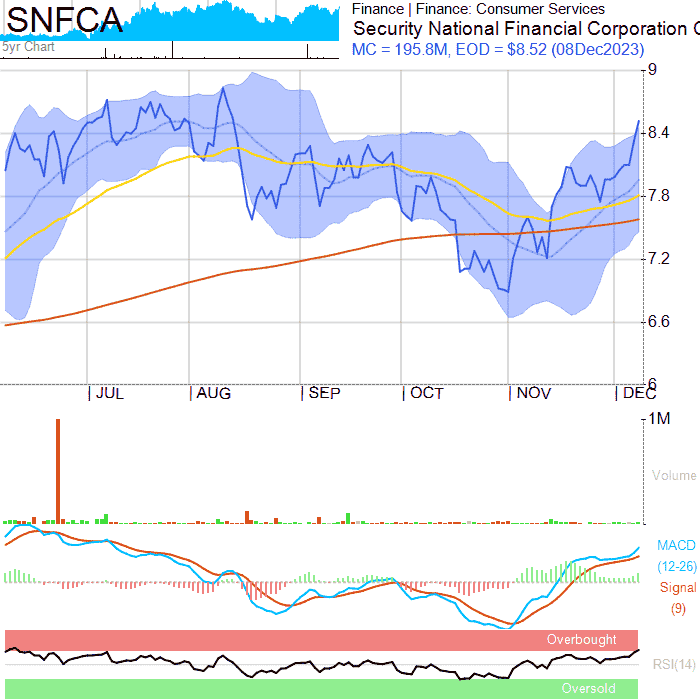 SNFCA
5yr Chart
Finance | Finance: Consumer Services
Security National Financial Corporation C
MC = 195.8M, EOD = $8.52 (08Dec2023)
9
8.4
7.8
7.2
6.6
6
JUL AUG SEP OCT NOV DEC
1M
Volume
MACD
(12-26)
Signal
(9)
Overbought
RSI(14)
Oversold